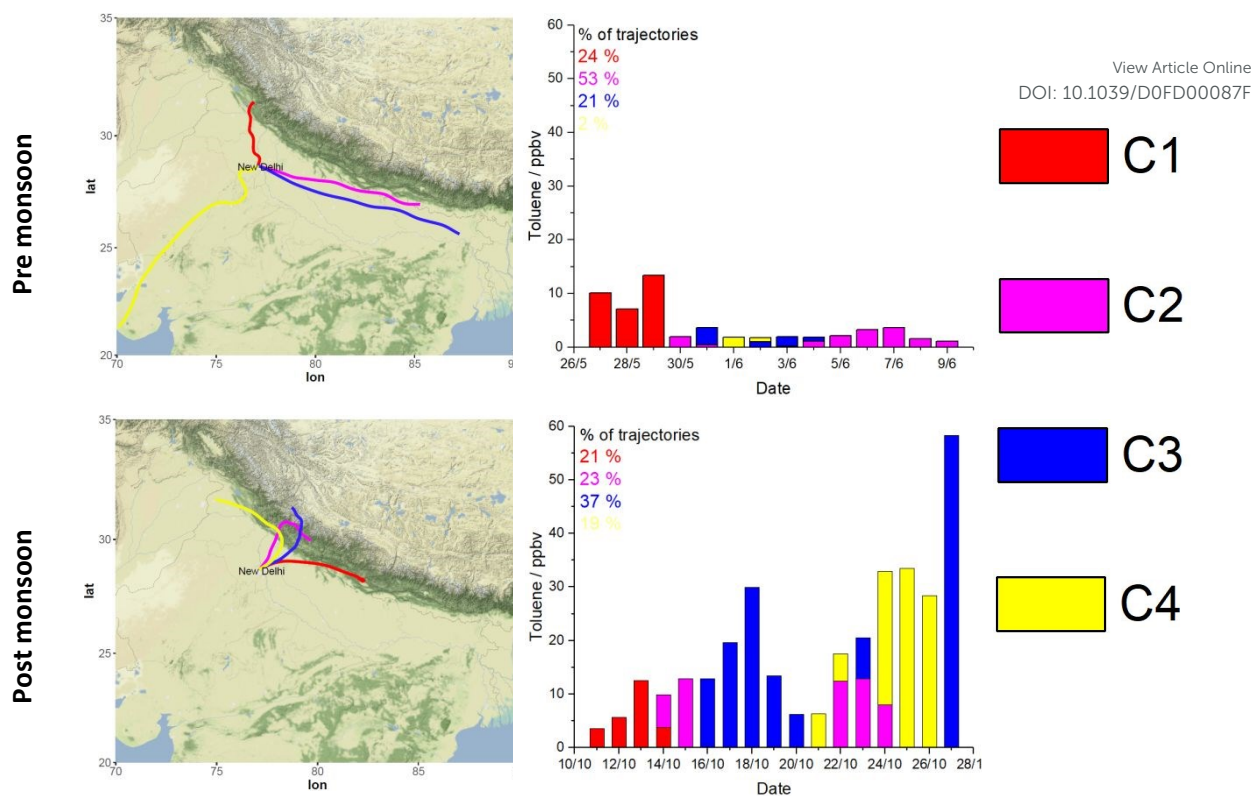 View Article Online
DOI: 10.1039/D0FD00087F
Pre monsoon
35
30
25
20
lat
New Delhi
70
75
80
85
9
lon
60
50
40
30
20
10
0
Toluene / ppbv
% of trajectories
24 %
53 %
21 %
2 %
26/5
28/5
30/5
1/6
3/6
5/6
7/6
9/6
Date
C1
C2
C3
C4
Post monsoon
35
30
25
20
lat
New Delhi
70
75
80
85
lon
60
50
40
30
20
10
0
Toluene / ppbv
% of trajectories
21 %
23 %
37 %
19 %
10/10
12/10
14/10
16/10
18/10
20/10
22/10
24/10
26/10
28/1
Date